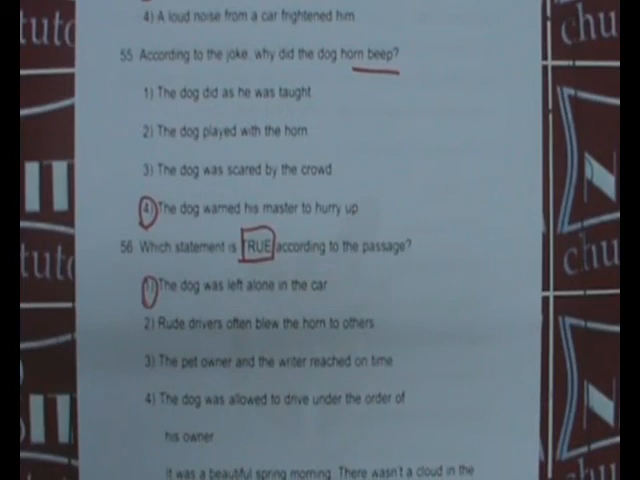 4) A loud noise from a car frightened him
55. According to the joke, why did the dog horn beep?
1) The dog did as he was taught
2) The dog played with the horn
3) The dog was scared by the crowd
4) The dog warned his master to hurry up
56. Which statement is TRUE according to the passage?
1) The dog was left alone in the car
2) Rude drivers often blew the horn to others
3) The pet owner and the writer reached on time
4) The dog was allowed to drive under the order of
his owner
It was a beautiful spring morning. There wasn't a cloud in the
tuto
tuto
chu
chu